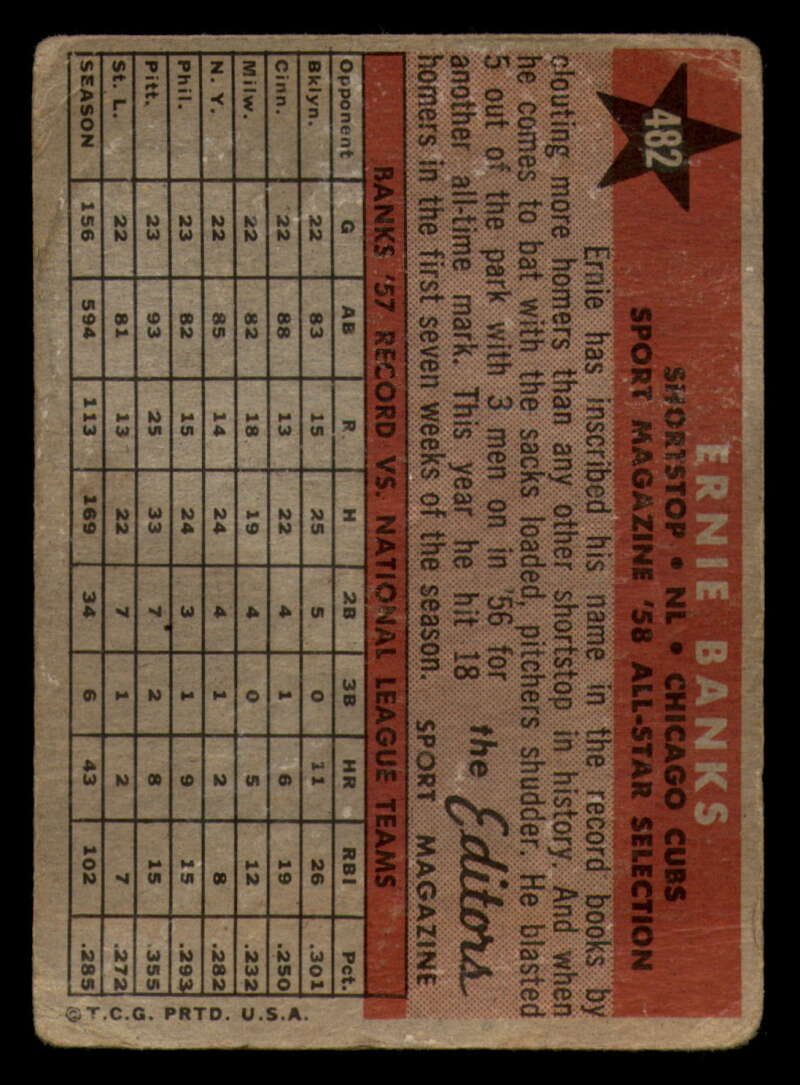 482
ERNIE BANKS
SHORTSTOP • NL • CHICAGO CUBS
SPORT MAGAZINE '58 ALL-STAR SELECTION
Ernie has inscribed his name in the record books by
clouting more homers than any other shortstop in history. And when
he comes to bat with the sacks loaded, pitchers shudder. He blasted
5 out of the park with 3 men on in '56 for
another all-time mark. This year he hit 18
homers in the first seven weeks of the season.
the Editors
SPORT MAGAZINE
BANKS '57 RECORD VS. NATIONAL LEAGUE TEAMS
Opponent G AB R H 2B 3B HR RBI Pct.
Bklyn. 22 83 15 25 5 0 11 26 .301
Cinn. 22 88 13 22 4 1 6 19 .250
Milw. 22 82 18 19 4 0 5 12 .232
N. Y. 22 85 14 24 4 1 2 8 .282
Phil. 23 82 15 24 3 1 9 15 .293
Pitt. 23 93 25 33 7 2 8 15 .355
St. L. 22 81 13 22 7 1 2 7 .272
SEASON 156 594 113 169 34 6 43 102 .285
© T.C.G. PRTD. U.S.A.